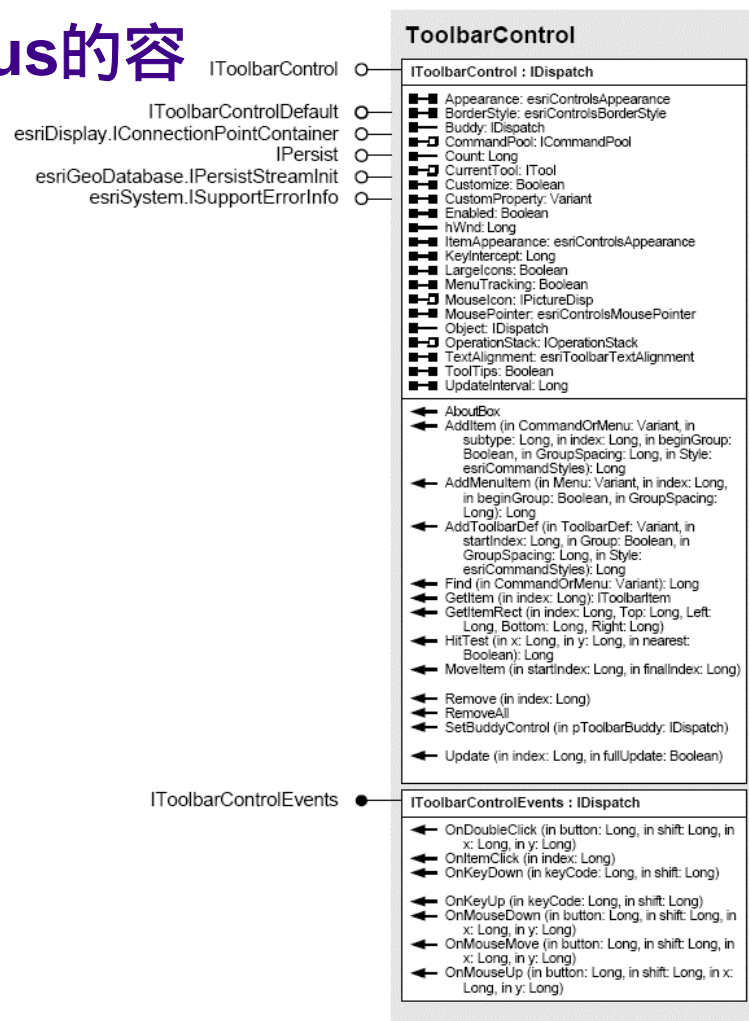 us的容
ToolbarControl
IToolbarControl
IToolbarControl : IDispatch
IToolbarControlDefault
esriDisplay.IConnectionPointContainer
IPersist
esriGeoDatabase.IPersistStreamInit
esriSystem.ISupportErrorInfo
Appearance: esriControlsAppearance
BorderStyle: esriControlsBorderStyle
Buddy: IDispatch
CommandPool: ICommandPool
Count: Long
CurrentTool: ITool
Customize: Boolean
CustomProperty: Variant
Enabled: Boolean
hWnd: Long
ItemAppearance: esriControlsAppearance
KeyIntercept: Long
LargeIcons: Boolean
MenuTracking: Boolean
MouseIcon: IPictureDisp
MousePointer: esriControlsMousePointer
Object: IDispatch
OperationStack: IOperationStack
TextAlignment: esriToolbarTextAlignment
ToolTips: Boolean
UpdateInterval: Long
AboutBox
AddItem (in CommandOrMenu: Variant, in
subtype: Long, in index: Long, in beginGroup:
Boolean, in GroupSpacing: Long, in Style:
esriCommandStyles): Long
AddMenuItem (in Menu: Variant, in index: Long,
in beginGroup: Boolean, in GroupSpacing:
Long): Long
AddToolbarDef (in ToolbarDef: Variant, in
startIndex: Long, in Group: Boolean, in
GroupSpacing: Long, in Style:
esriCommandStyles): Long
Find (in CommandOrMenu: Variant): Long
GetItem (in index: Long): IToolbarItem
GetItemRect (in index: Long, Top: Long, Left:
Long, Bottom: Long, Right: Long)
HitTest (in x: Long, in y: Long, in nearest:
Boolean): Long
MoveItem (in startIndex: Long, in finalIndex: Long)
Remove (in index: Long)
RemoveAll
SetBuddyControl (in pToolbarBuddy: IDispatch)
Update (in index: Long, in fullUpdate: Boolean)
IToolbarControlEvents
IToolbarControlEvents : IDispatch
OnDoubleClick (in button: Long, in shift: Long, in
x: Long, in y: Long)
OnItemClick (in index: Long)
OnKeyDown (in keyCode: Long, in shift: Long)
OnKeyUp (in keyCode: Long, in shift: Long)
OnMouseDown (in button: Long, in shift: Long, in
x: Long, in y: Long)
OnMouseMove (in button: Long, in shift: Long, in
x: Long, in y: Long)
OnMouseUp (in button: Long, in shift: Long, in x:
Long, in y: Long)